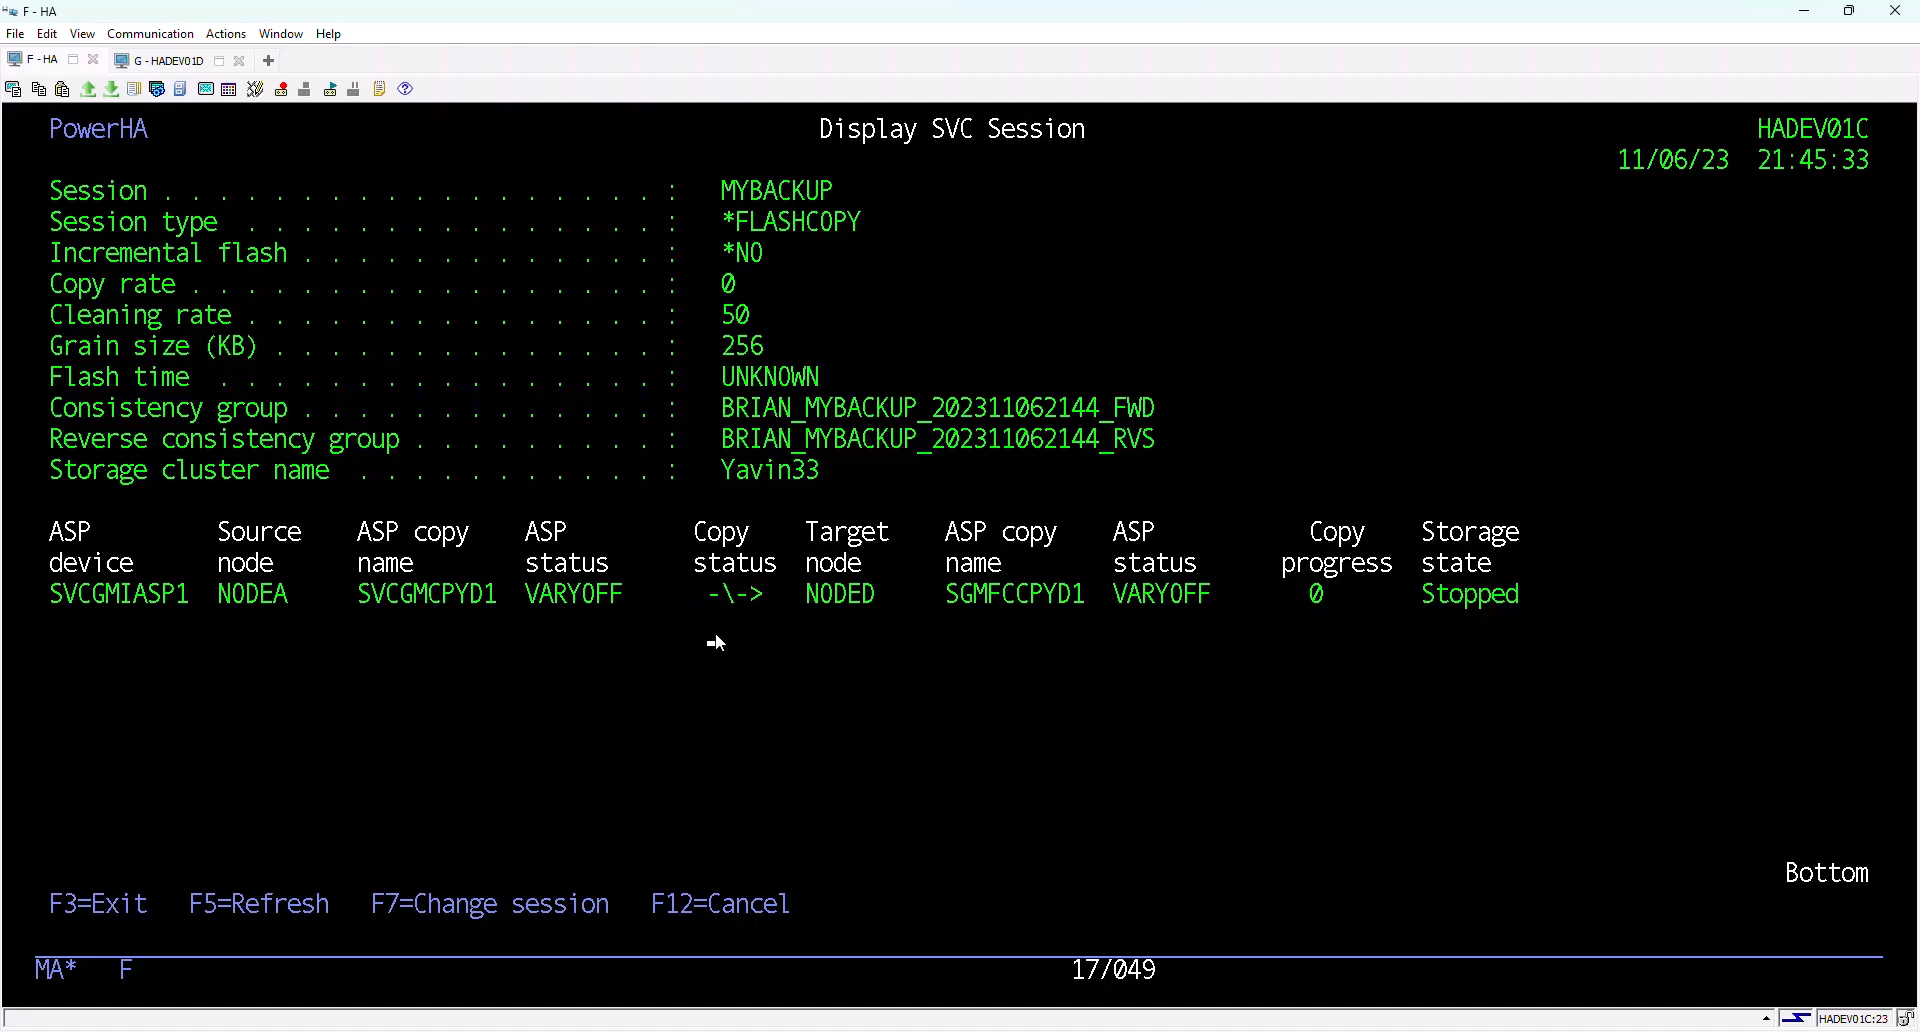 F - HA
File Edit View Communication Actions Window Help
F - HA G - HADEV01D
PowerHA Display SVC Session HADEV01C
11/06/23 21:45:33
Session . . . . . . . . . . . . . . . . . . : MYBACKUP
Session type . . . . . . . . . . . . . . . . : *FLASHCOPY
Incremental flash . . . . . . . . . . . . . . : *NO
Copy rate . . . . . . . . . . . . . . . . . . : 0
Cleaning rate . . . . . . . . . . . . . . . . : 50
Grain size (KB) . . . . . . . . . . . . . . . : 256
Flash time . . . . . . . . . . . . . . . . . : UNKNOWN
Consistency group . . . . . . . . . . . . . . : BRIAN_MYBACKUP_202311062144_FWD
Reverse consistency group . . . . . . . . . . : BRIAN_MYBACKUP_202311062144_RVS
Storage cluster name . . . . . . . . . . . . : Yavin33
ASP Source ASP copy ASP Copy Target ASP copy ASP Copy Storage
device node name status status node name status progress state
SVCGMIASP1 NODEA SVCGMCPYD1 VARYOFF -\-> NODED SGMFCCPYD1 VARYOFF 0 Stopped
Bottom
F3=Exit F5=Refresh F7=Change session F12=Cancel
MA* F 17/049
HADEV01C:23